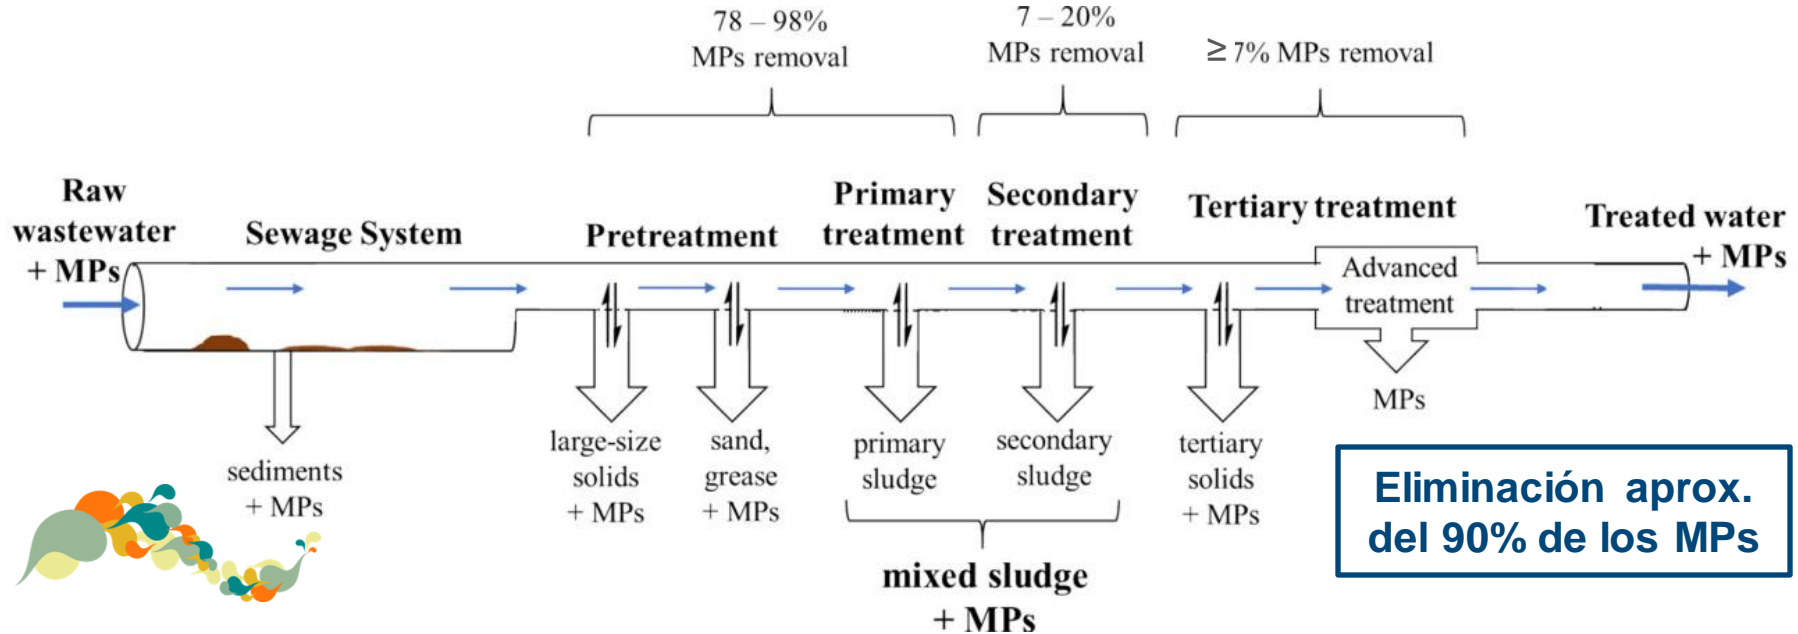 78 – 98%
MPs removal
7 – 20%
MPs removal
≥ 7% MPs removal
Raw
wastewater
+ MPs
Sewage System
Pretreatment
Primary
treatment
Secondary
treatment
Tertiary treatment
Treated water
+ MPs
Advanced
treatment
MPs
sediments
+ MPs
large-size
solids
+ MPs
sand,
grease
+ MPs
primary
sludge
secondary
sludge
tertiary
solids
+ MPs
mixed sludge
+ MPs
Eliminación aprox.
del 90% de los MPs